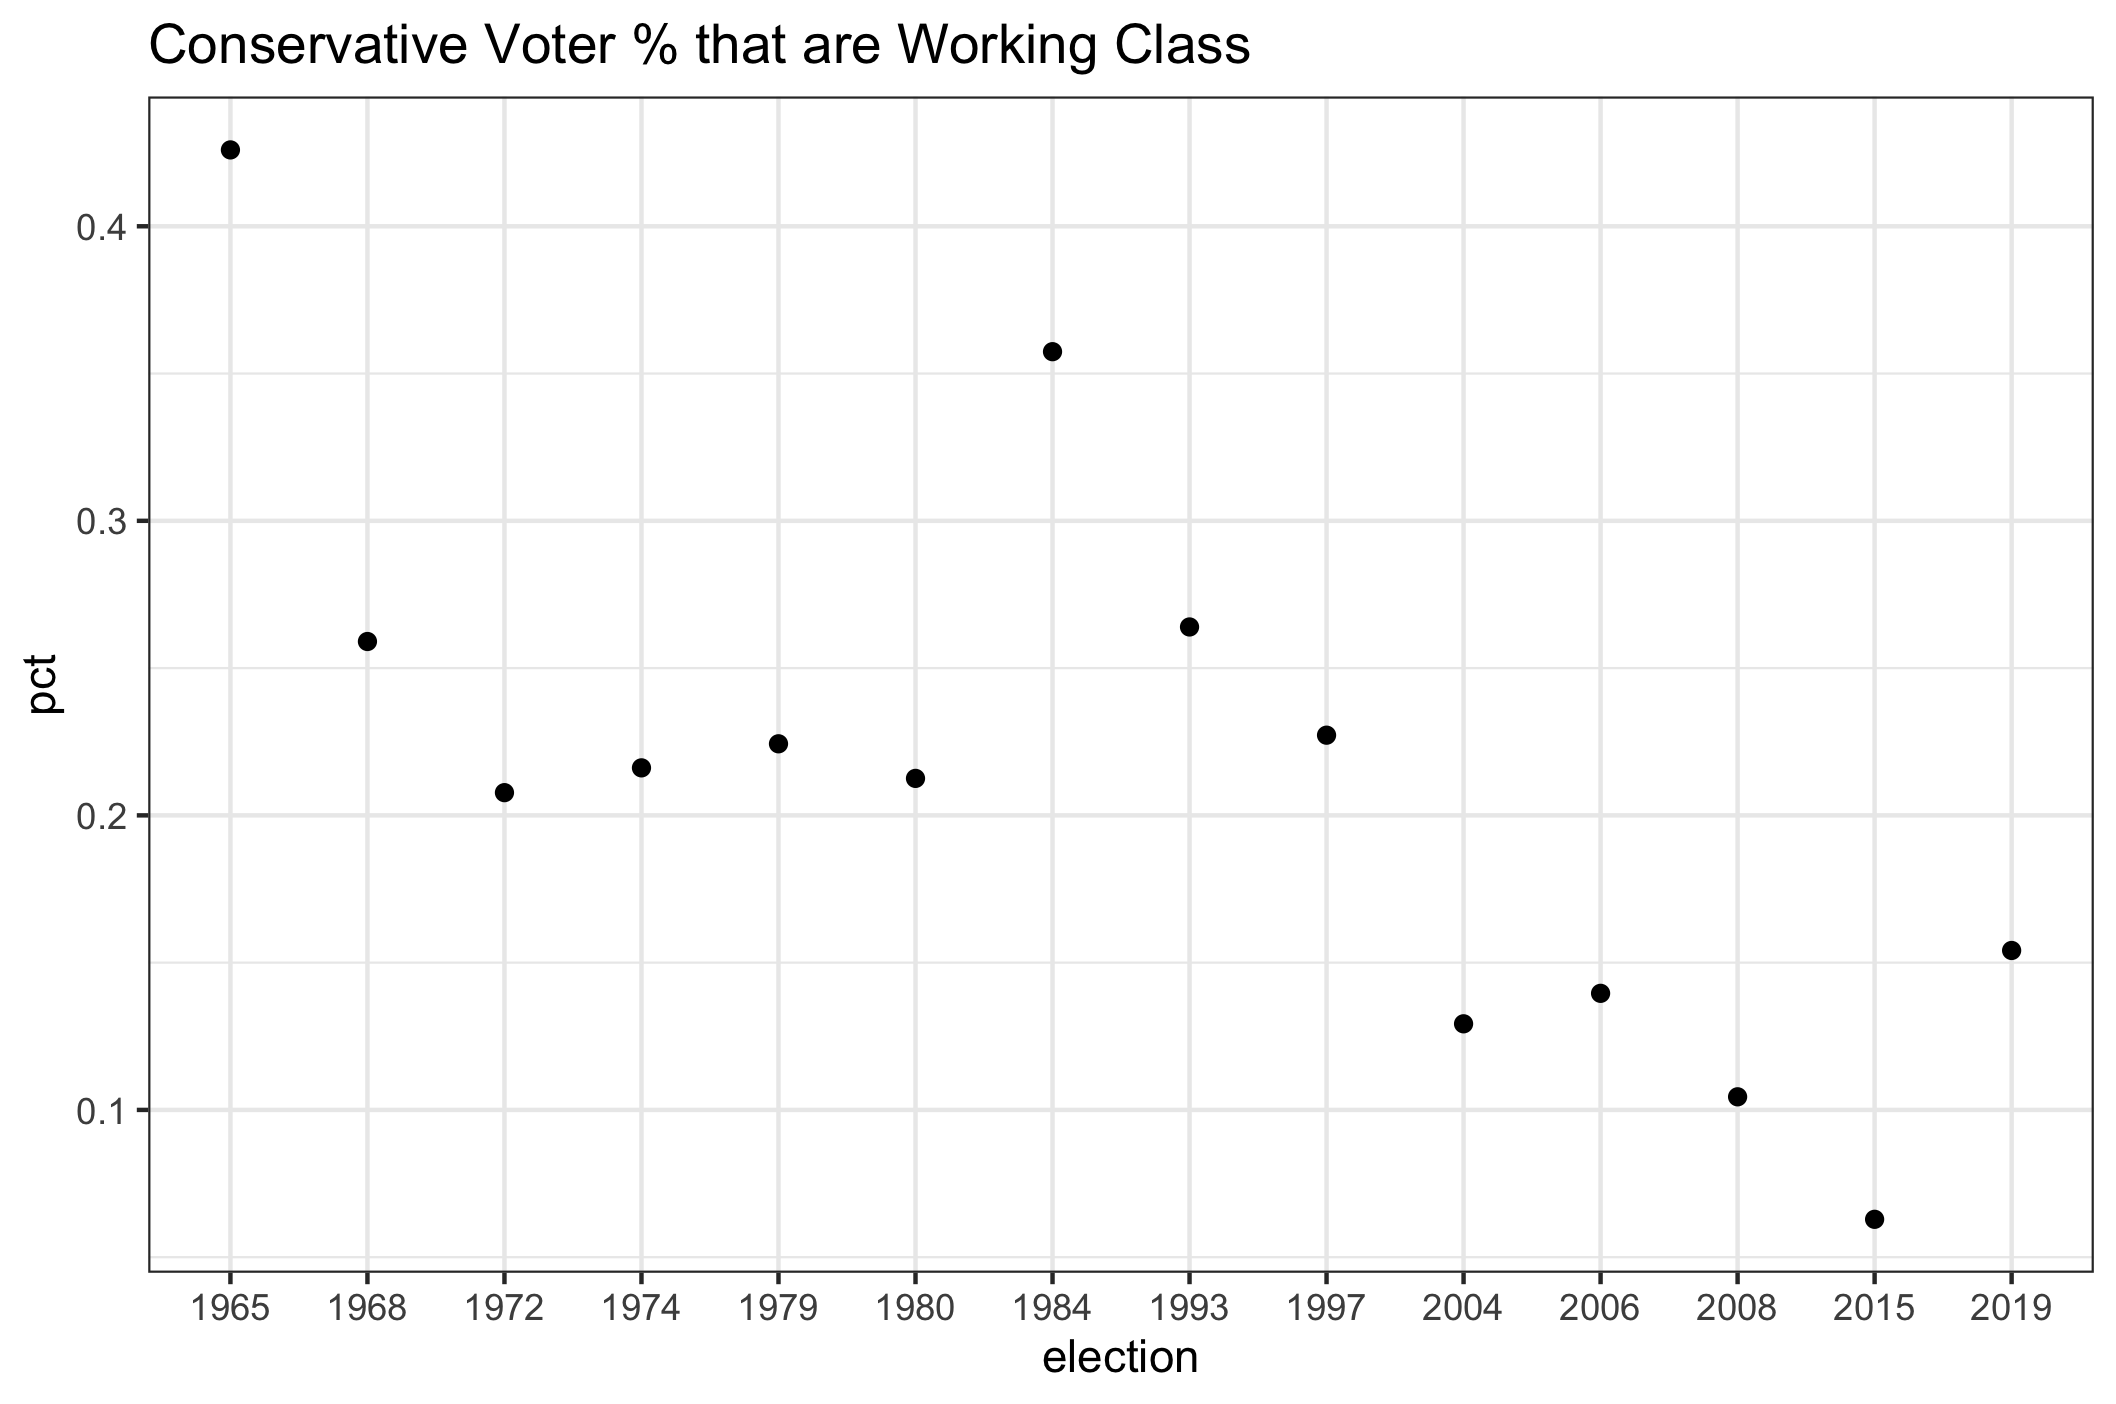 Conservative Voter % that are Working Class
0.4
0.3
0.2
0.1
pct
1965 1968 1972 1974 1979 1980 1984 1993 1997 2004 2006 2008 2015 2019
election